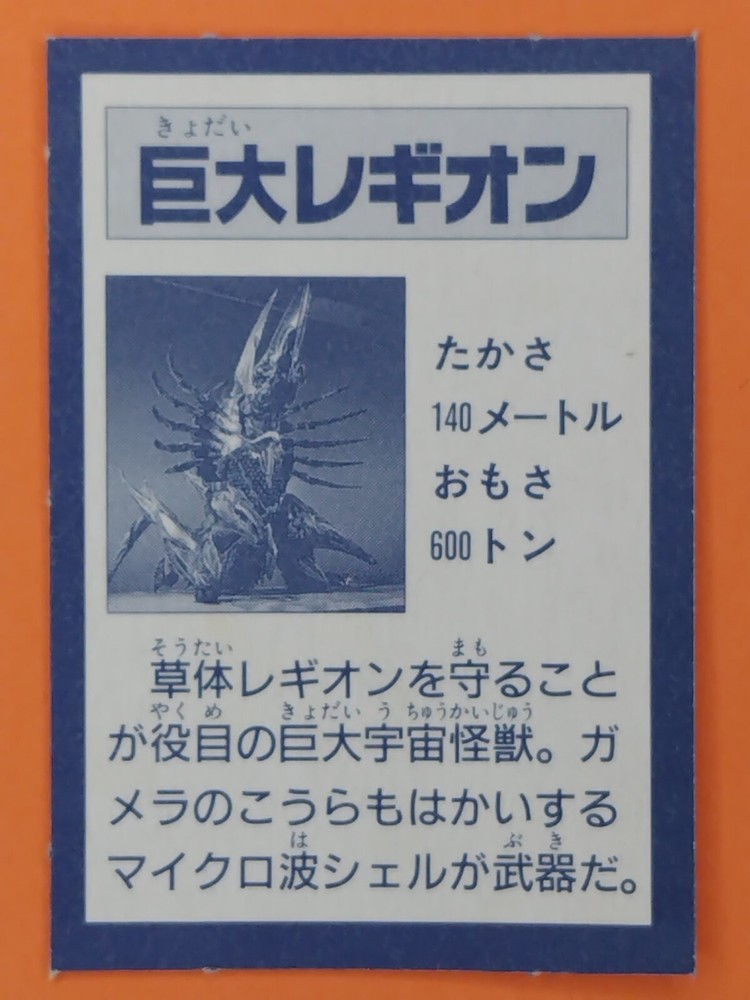 きょだい
巨大レギオン
たかさ
140メートル
おもさ
600トン
そうたい まも
草体レギオンを守ること
やくめ きょだい うちゅうかいじゅう
が役目の巨大宇宙怪獣。ガ
メラのこうらもはかいする
は ぶき
マイクロ波シェルが武器だ。